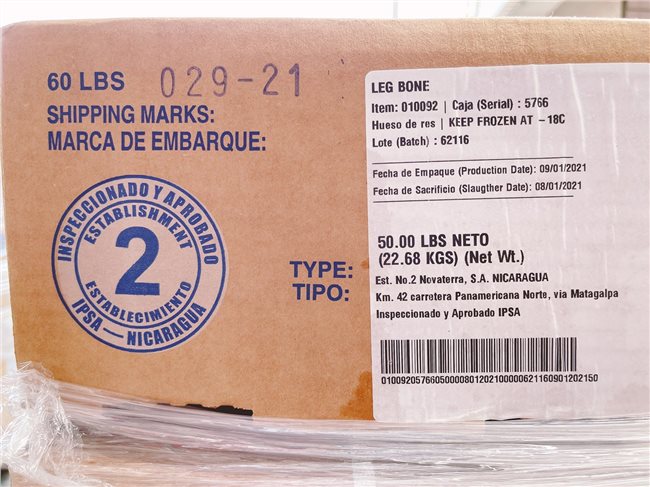 60 LBS 029-21
SHIPPING MARKS:
MARCA DE EMBARQUE:
INSPECCIONADO Y APROBADO
ESTABLISHMENT
2
ESTABLECIMIENTO
IPSA — NICARAGUA
TYPE:
TIPO:
LEG BONE
Item: 010092 | Caja (Serial) : 5766
Hueso de res | KEEP FROZEN AT -18C
Lote (Batch) : 62116
Fecha de Empaque (Production Date): 09/01/2021
Fecha de Sacrificio (Slaugther Date): 08/01/2021
50.00 LBS NETO
(22.68 KGS) (Net Wt.)
Est. No.2 Novaterra, S.A. NICARAGUA
Km. 42 carretera Panamericana Norte, via Matagalpa
Inspeccionado y Aprobado IPSA
01009205766050000801202100000621160901202150